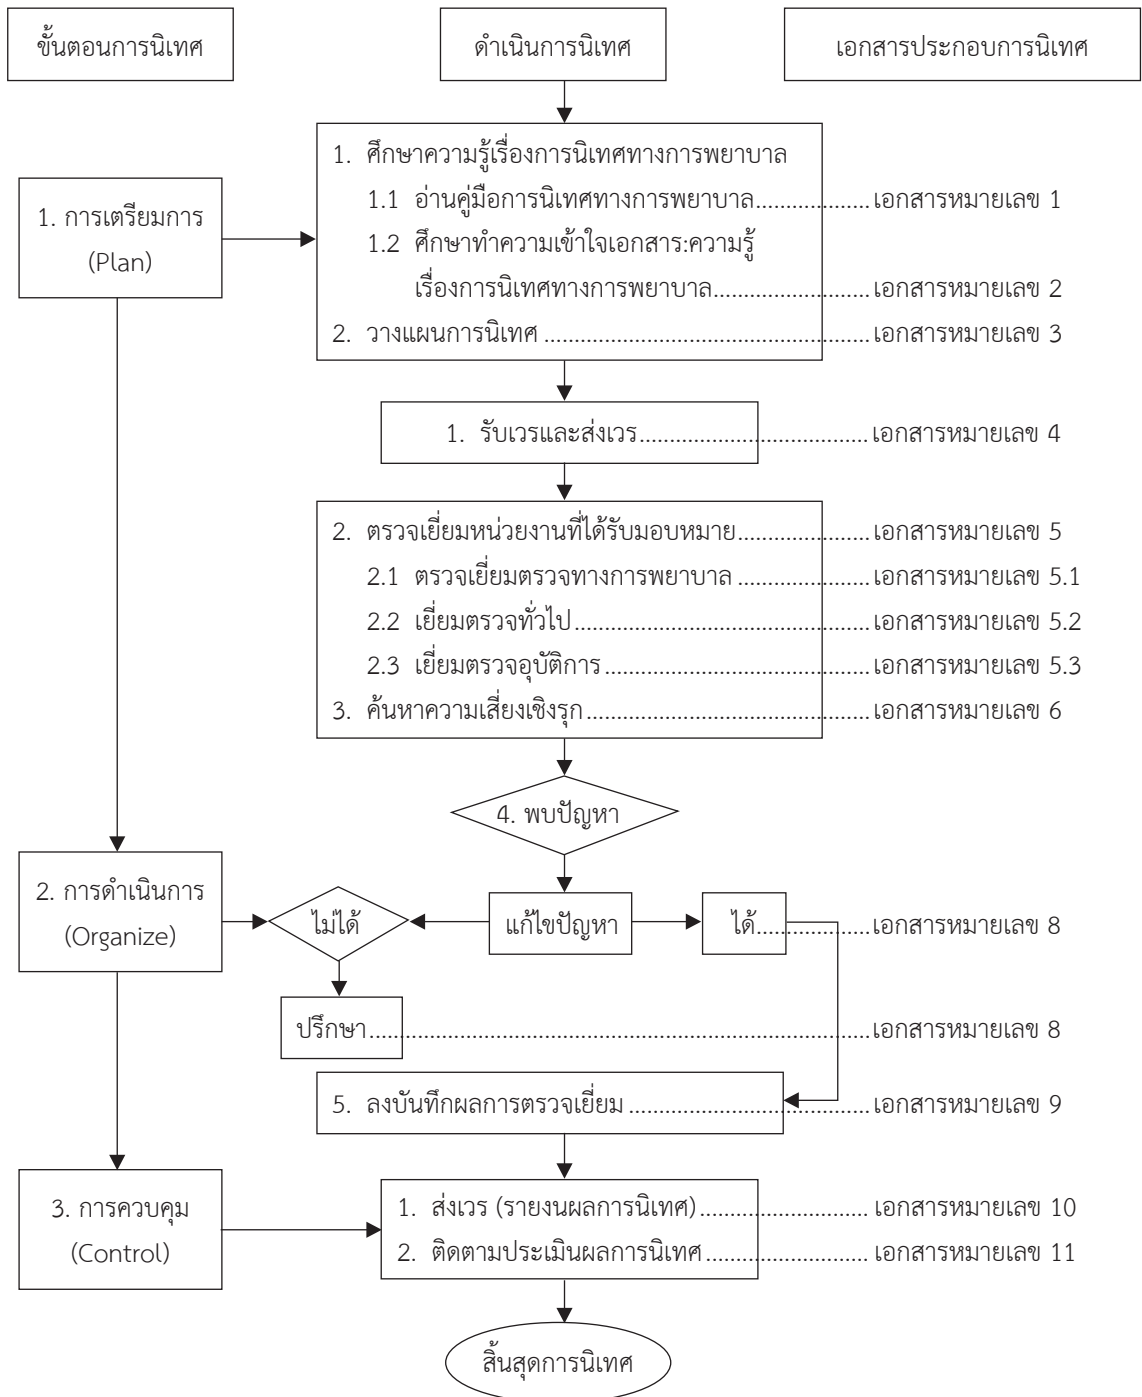 ขั้นตอนการนิเทศ
ดำเนินการนิเทศ
เอกสารประกอบการนิเทศ
1. การเตรียมการ
(Plan)
1. ศึกษาความรู้เรื่องการนิเทศทางการพยาบาล
1.1 อ่านคู่มือการนิเทศทางการพยาบาล.......................เอกสารหมายเลข 1
1.2 ศึกษาทำความเข้าใจเอกสาร:ความรู้
เรื่องการนิเทศทางการพยาบาล...............................เอกสารหมายเลข 2
2. วางแผนการนิเทศ ................................................................เอกสารหมายเลข 3
1. รับเวรและส่งเวร.............................................เอกสารหมายเลข 4
2. ตรวจเยี่ยมหน่วยงานที่ได้รับมอบหมาย..........................เอกสารหมายเลข 5
2.1 ตรวจเยี่ยมตรวจทางการพยาบาล ..........................เอกสารหมายเลข 5.1
2.2 เยี่ยมตรวจทั่วไป..........................................................เอกสารหมายเลข 5.2
2.3 เยี่ยมตรวจอุบัติการ.....................................................เอกสารหมายเลข 5.3
3. ค้นหาความเสี่ยงเชิงรุก........................................................เอกสารหมายเลข 6
4. พบปัญหา
2. การดำเนินการ
(Organize)
ไม่ได้
แก้ไขปัญหา
ได้.......................เอกสารหมายเลข 8
ปรึกษา....................................................................................................เอกสารหมายเลข 8
5. ลงบันทึกผลการตรวจเยี่ยม ................................................เอกสารหมายเลข 9
3. การควบคุม
(Control)
1. ส่งเวร (รายงนผลการนิเทศ)..................................เอกสารหมายเลข 10
2. ติดตามประเมินผลการนิเทศ.................................เอกสารหมายเลข 11
สิ้นสุดการนิเทศ